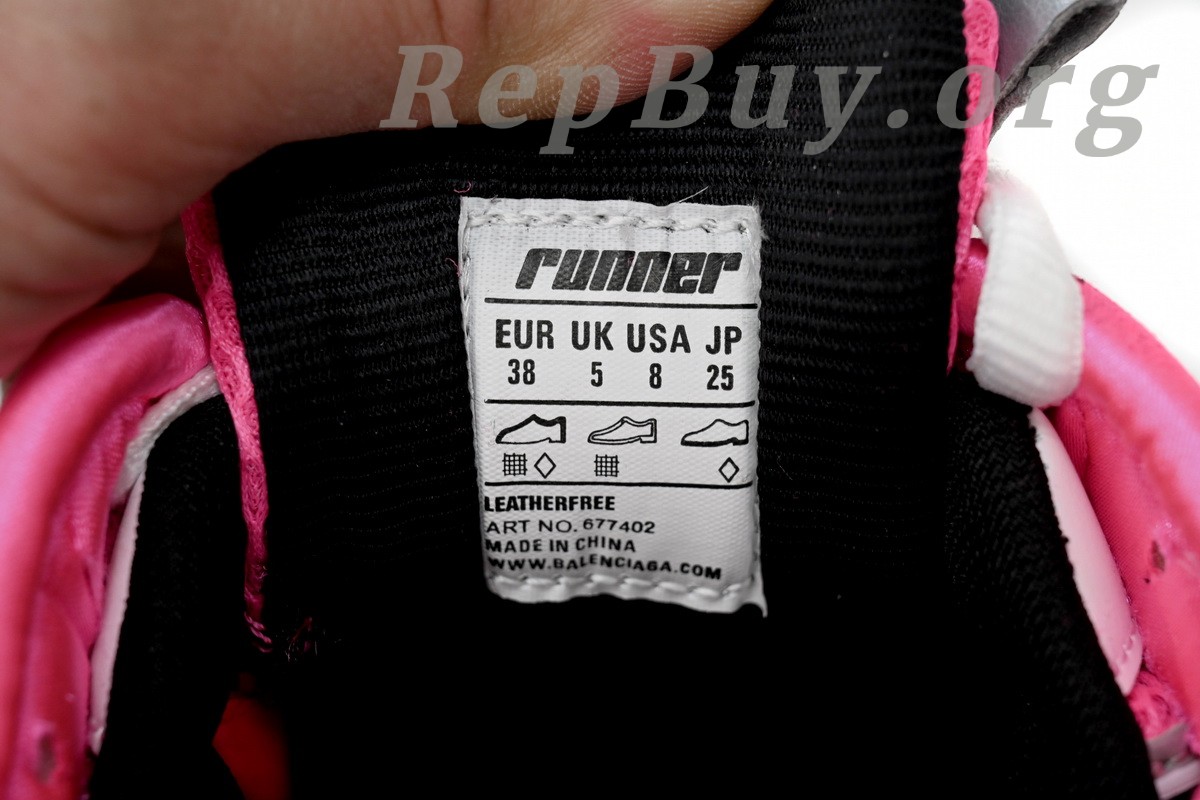 RepBuy.org
runner
EUR UK USA JP
38 5 8 25
LEATHERFREE
ART NO. 677402
MADE IN CHINA
WWW.BALENCIAGA.COM